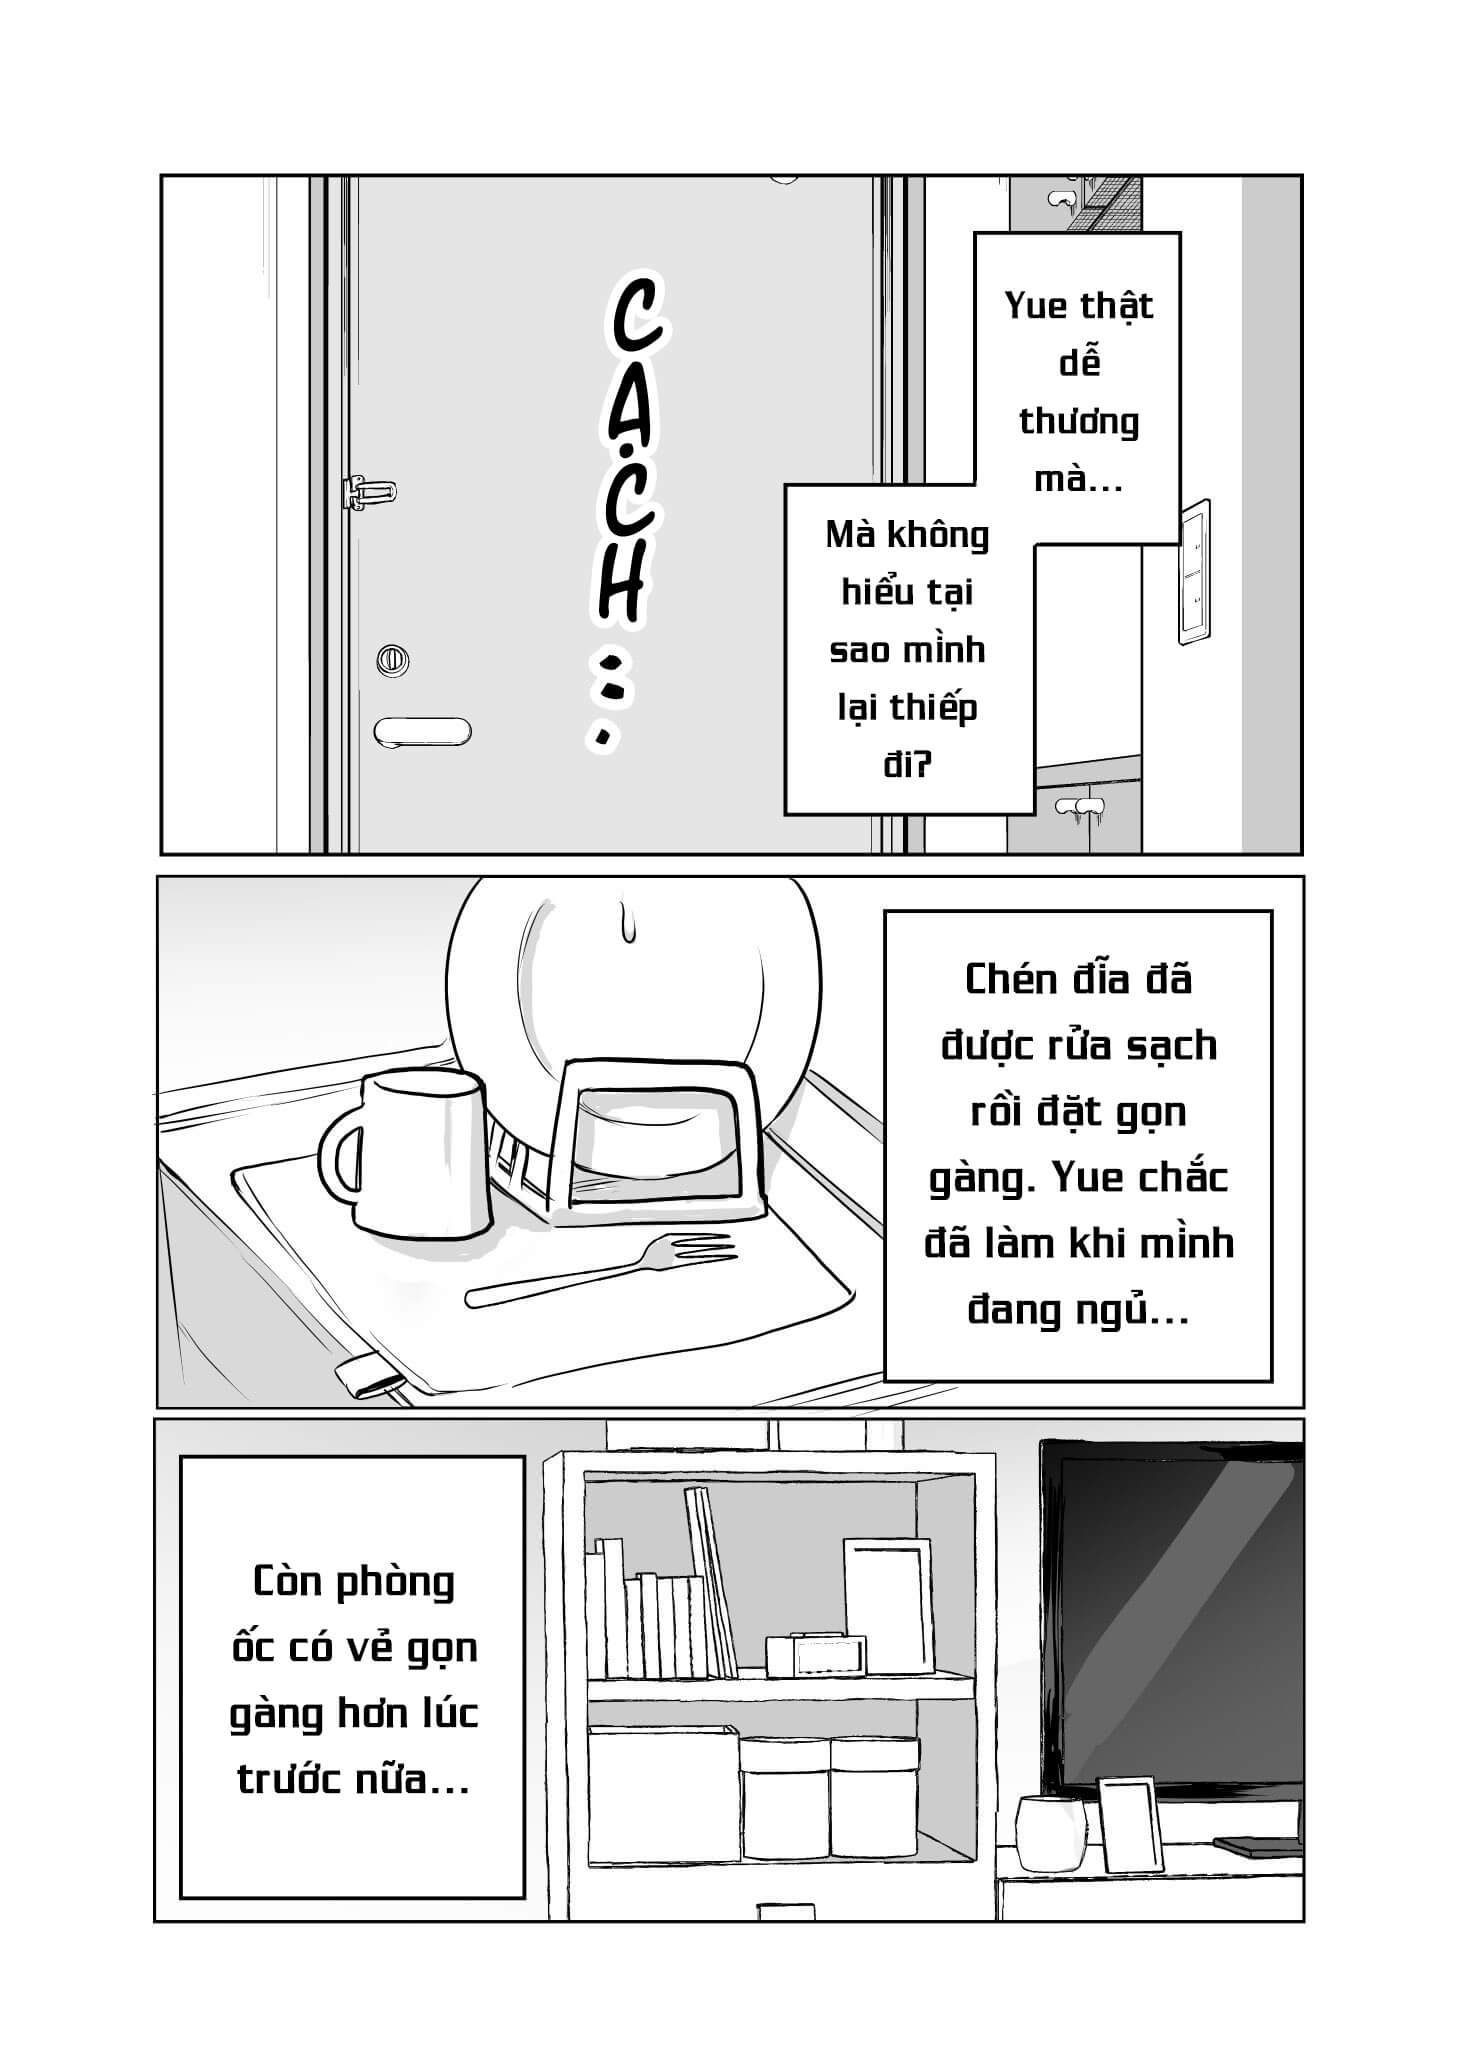 Yue thật
dễ
thương
mà...
Mà không
hiểu tại
sao mình
lại thiếp
đi?
CẠCH...
Chén đĩa đã
được rửa sạch
rồi đặt gọn
gàng. Yue chắc
đã làm khi mình
đang ngủ...
Còn phòng
ốc có vẻ gọn
gàng hơn lúc
trước nữa...